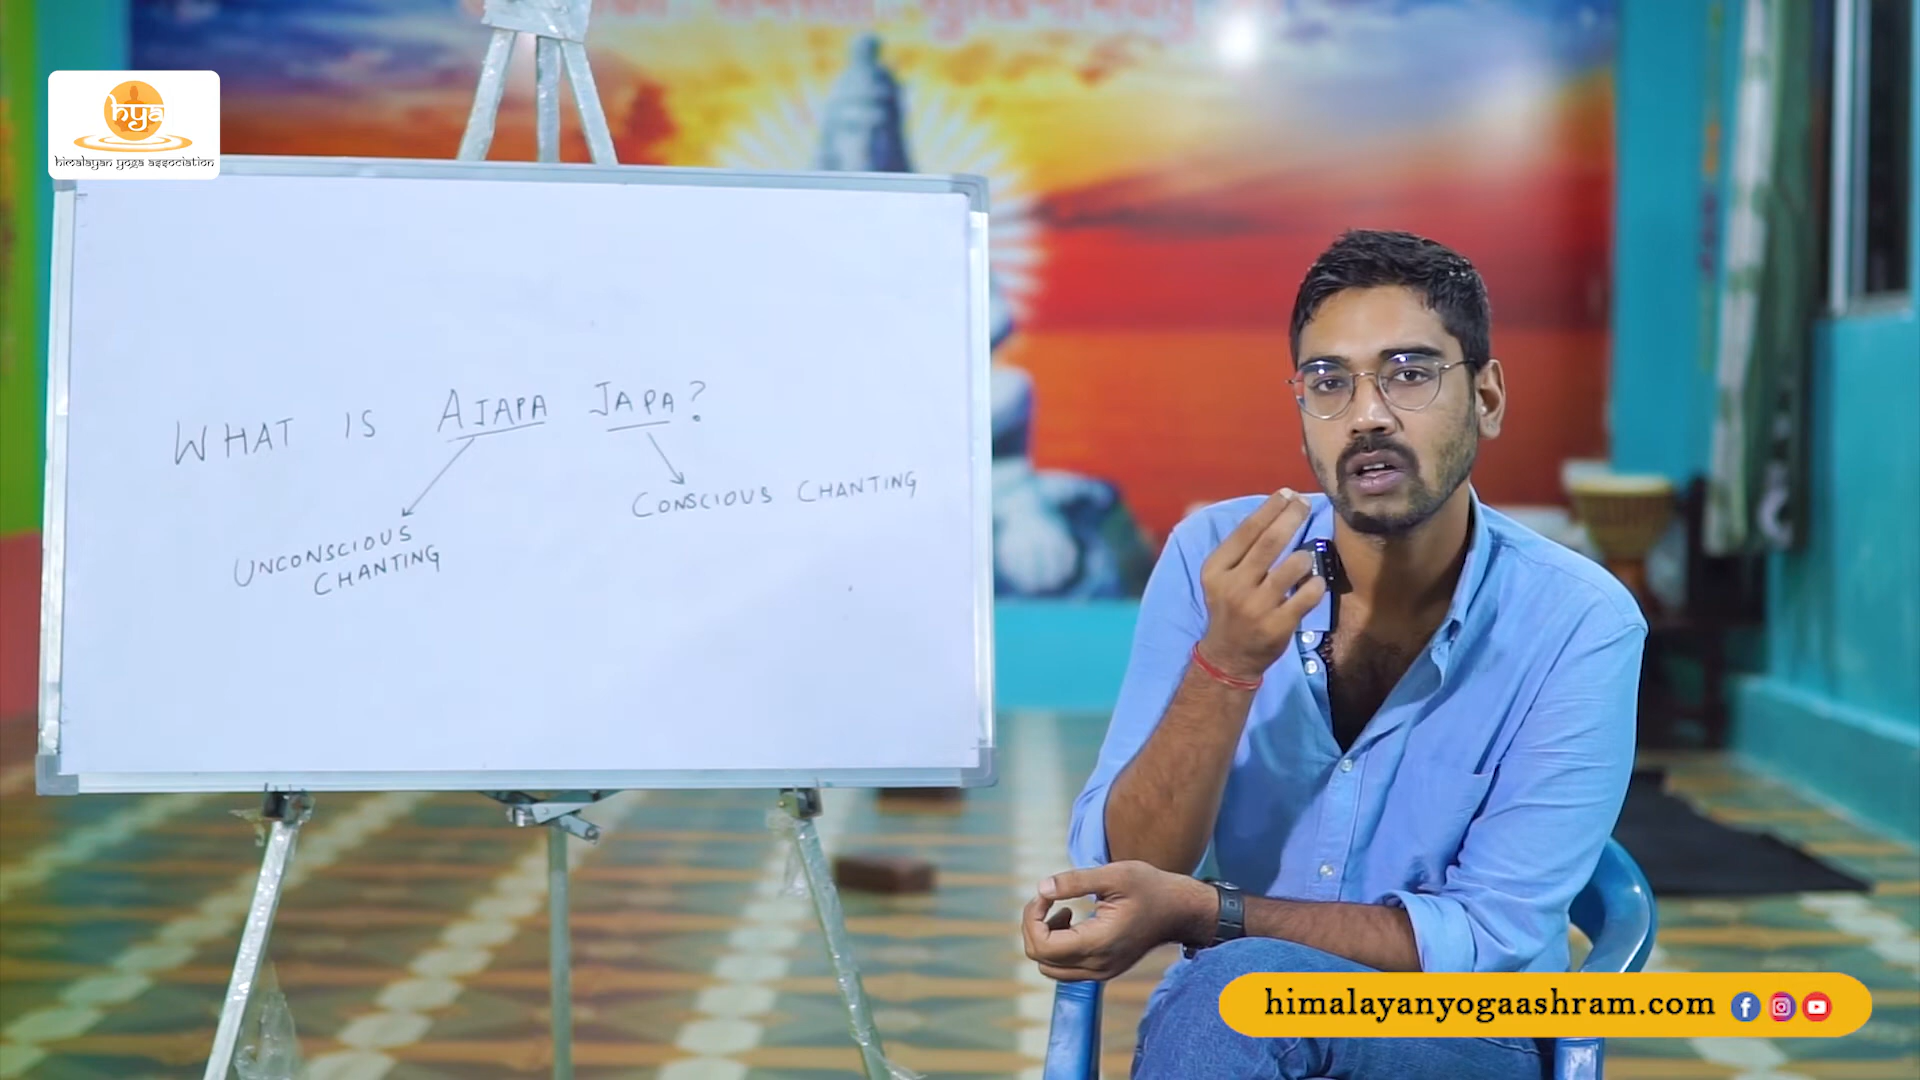 hya
himalayan yoga association
WHAT IS AJAPA JAPA?
CONSCIOUS CHANTING
UNCONSCIOUS
CHANTING
himalayanyogaashram.com